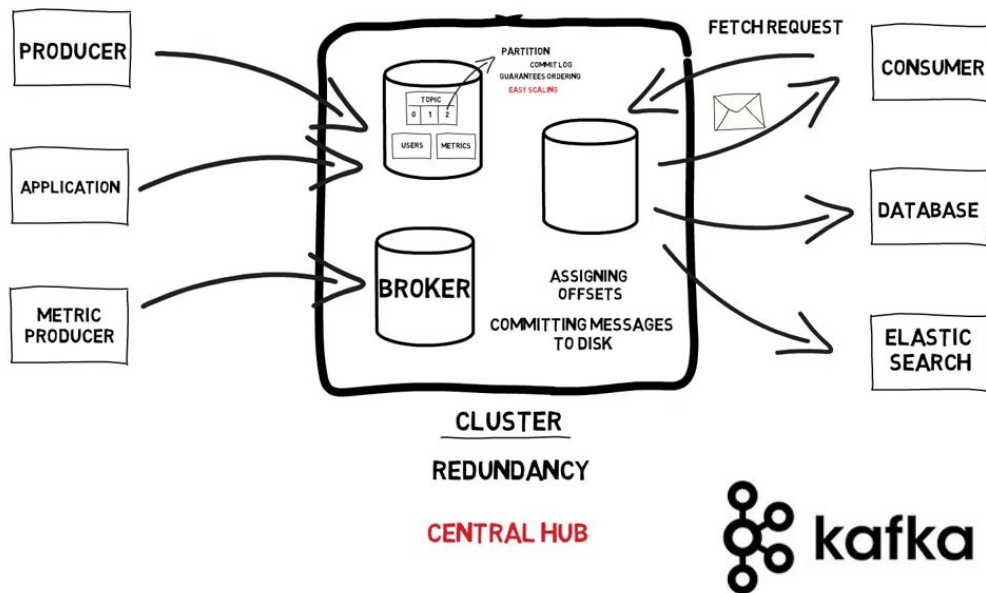 PRODUCER
APPLICATION
METRIC
PRODUCER
PARTITION
COMMIT LOG
GUARANTEES ORDERING
EASY SCALING
TOPIC
0 1 2
USERS METRICS
BROKER
ASSIGNING
OFFSETS
COMMITTING MESSAGES
TO DISK
FETCH REQUEST
CONSUMER
DATABASE
ELASTIC
SEARCH
CLUSTER
REDUNDANCY
CENTRAL HUB
kafka